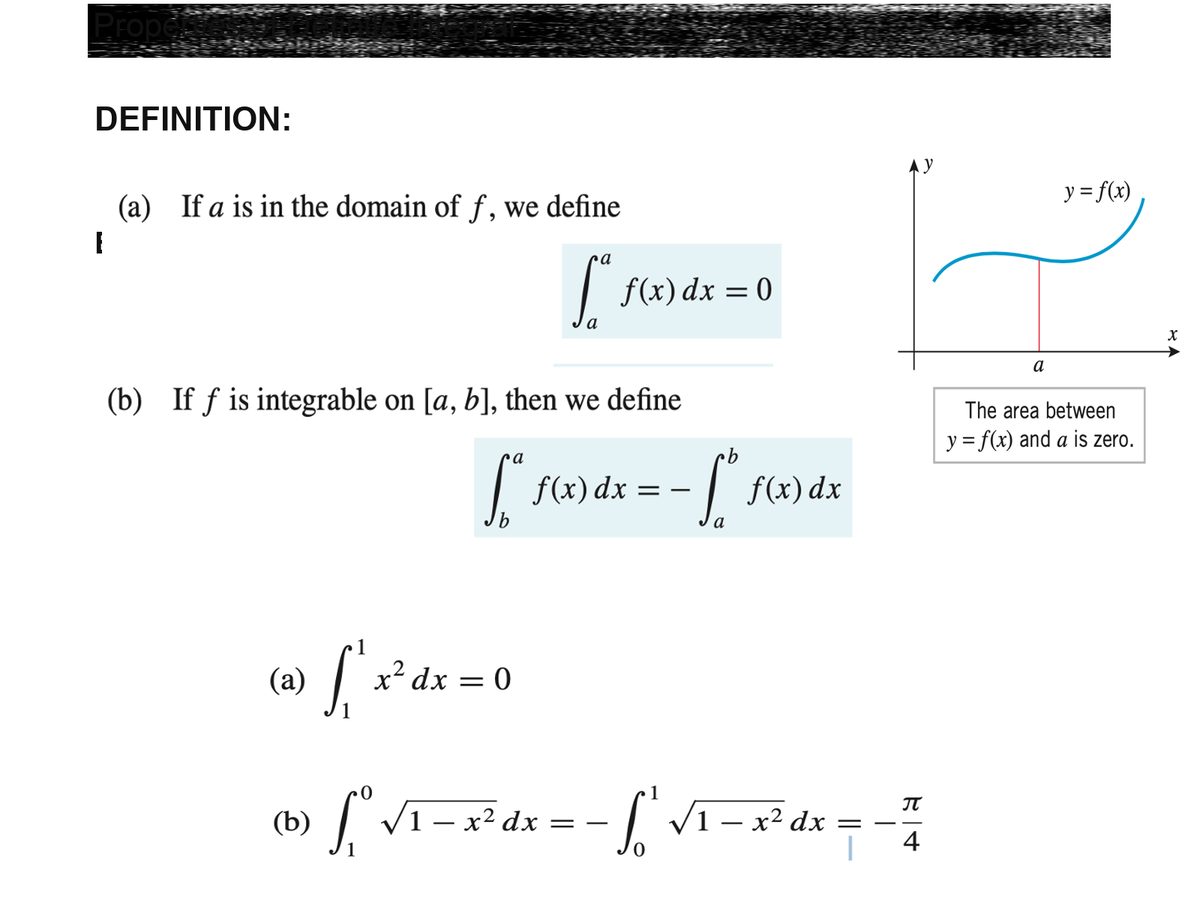 DEFINITION:
(a) If a is in the domain of f, we define
∫_a^a f(x) dx = 0
(b) If f is integrable on [a, b], then we define
∫_b^a f(x) dx = − ∫_a^b f(x) dx
y
y = f(x)
x
a
The area between
y = f(x) and a is zero.
(a) ∫_1^1 x² dx = 0
(b) ∫_1^0 √(1 − x²) dx = − ∫_0^1 √(1 − x²) dx = − π/4